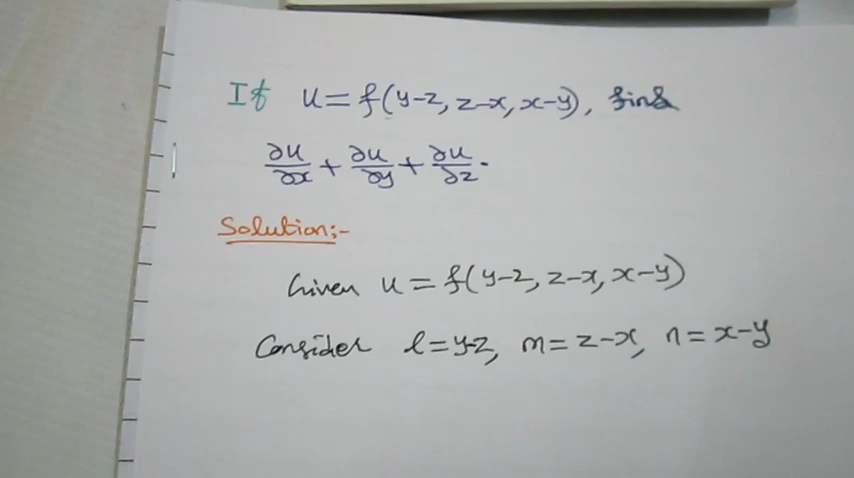 If u = f(y-z, z-x, x-y), find
∂u/∂x + ∂u/∂y + ∂u/∂z.
Solution:-
Given u = f(y-z, z-x, x-y)
Consider l = y-z, m = z-x, n = x-y